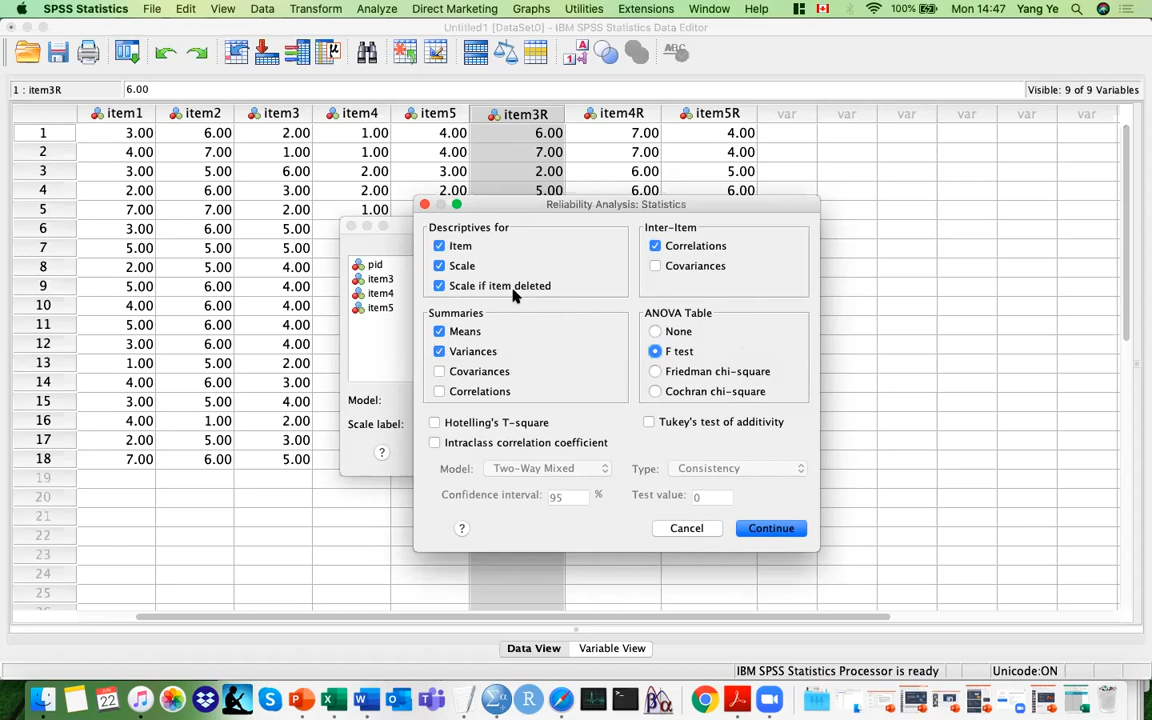 SPSS Statistics File Edit View Data Transform Analyze Direct Marketing Graphs Utilities Extensions Window Help 100% Mon 14:47 Yang Ye
Untitled1 [DataSet0] - IBM SPSS Statistics Data Editor
1 : item3R 6.00 Visible: 9 of 9 Variables
item1 item2 item3 item4 item5 item3R item4R item5R var var var var var var
1 3.00 6.00 2.00 1.00 4.00 6.00 7.00 4.00
2 4.00 7.00 1.00 1.00 4.00 7.00 7.00 4.00
3 3.00 5.00 6.00 2.00 3.00 2.00 6.00 5.00
4 2.00 6.00 3.00 2.00 2.00 5.00 6.00 6.00
5 7.00 7.00 2.00 1.00
6 3.00 6.00 5.00
7 5.00 5.00 4.00
8 2.00 5.00 4.00
9 5.00 6.00 4.00
10 4.00 6.00 4.00
11 5.00 6.00 4.00
12 3.00 6.00 4.00
13 1.00 5.00 2.00
14 4.00 6.00 3.00
15 3.00 5.00 4.00
16 4.00 1.00 2.00
17 2.00 5.00 3.00
18 7.00 6.00 5.00
19
20
21
22
23
24
25
pid
item3
item4
item5
Model:
Scale label:
?
Reliability Analysis: Statistics
Descriptives for
Item
Scale
Scale if item deleted
Inter-Item
Correlations
Covariances
Summaries
Means
Variances
Covariances
Correlations
ANOVA Table
None
F test
Friedman chi-square
Cochran chi-square
Hotelling's T-square Tukey's test of additivity
Intraclass correlation coefficient
Model: Two-Way Mixed Type: Consistency
Confidence interval: 95 % Test value: 0
? Cancel Continue
Data View Variable View
IBM SPSS Statistics Processor is ready Unicode:ON